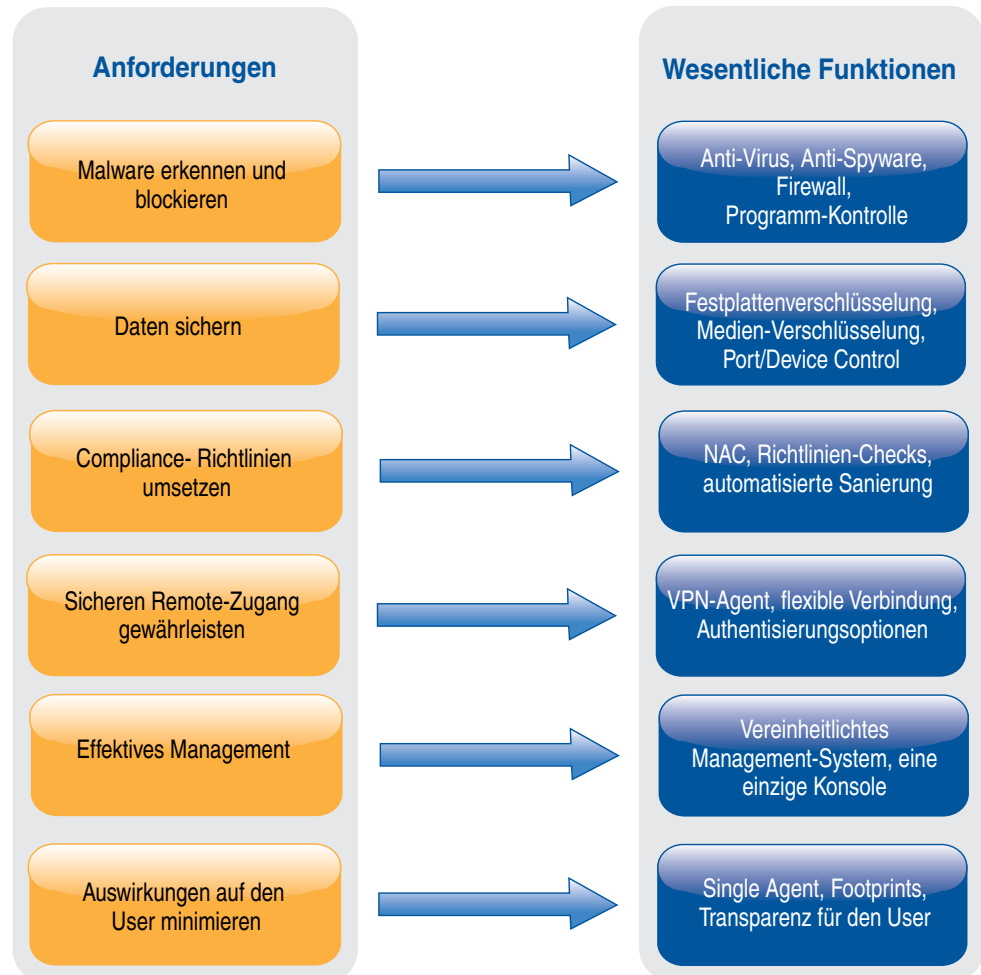 Anforderungen
Wesentliche Funktionen
Malware erkennen und
blockieren
Anti-Virus, Anti-Spyware,
Firewall,
Programm-Kontrolle
Daten sichern
Festplattenverschlüsselung,
Medien-Verschlüsselung,
Port/Device Control
Compliance- Richtlinien
umsetzen
NAC, Richtlinien-Checks,
automatisierte Sanierung
Sicheren Remote-Zugang
gewährleisten
VPN-Agent, flexible Verbindung,
Authentisierungsoptionen
Effektives Management
Vereinheitlichtes
Management-System, eine
einzige Konsole
Auswirkungen auf den
User minimieren
Single Agent, Footprints,
Transparenz für den User